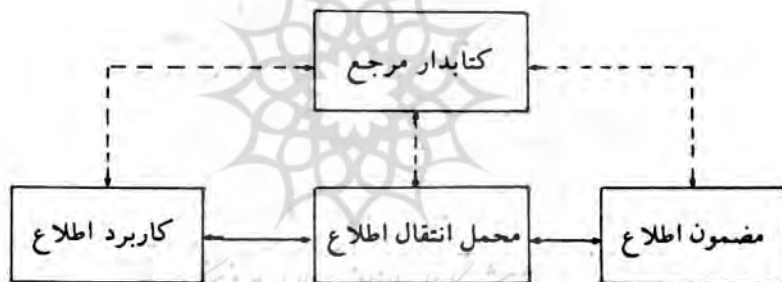 کتابدار مرجع
مضمون اطلاع
محمل انتقال اطلاع
کاربرد اطلاع